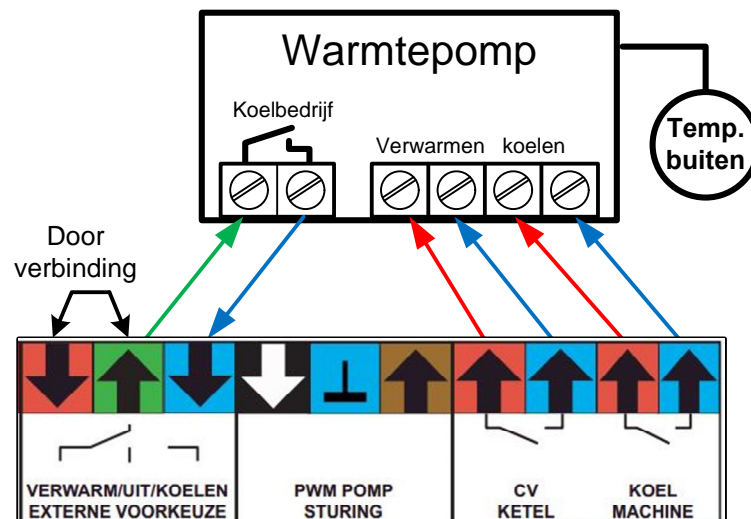 Warmtepomp
Koelbedrijf
Verwarmen koelen
Temp.
buiten
Door
verbinding
VERWARM/UIT/KOELEN
EXTERNE VOORKEUZE
PWM POMP
STURING
CV
KETEL
KOEL
MACHINE